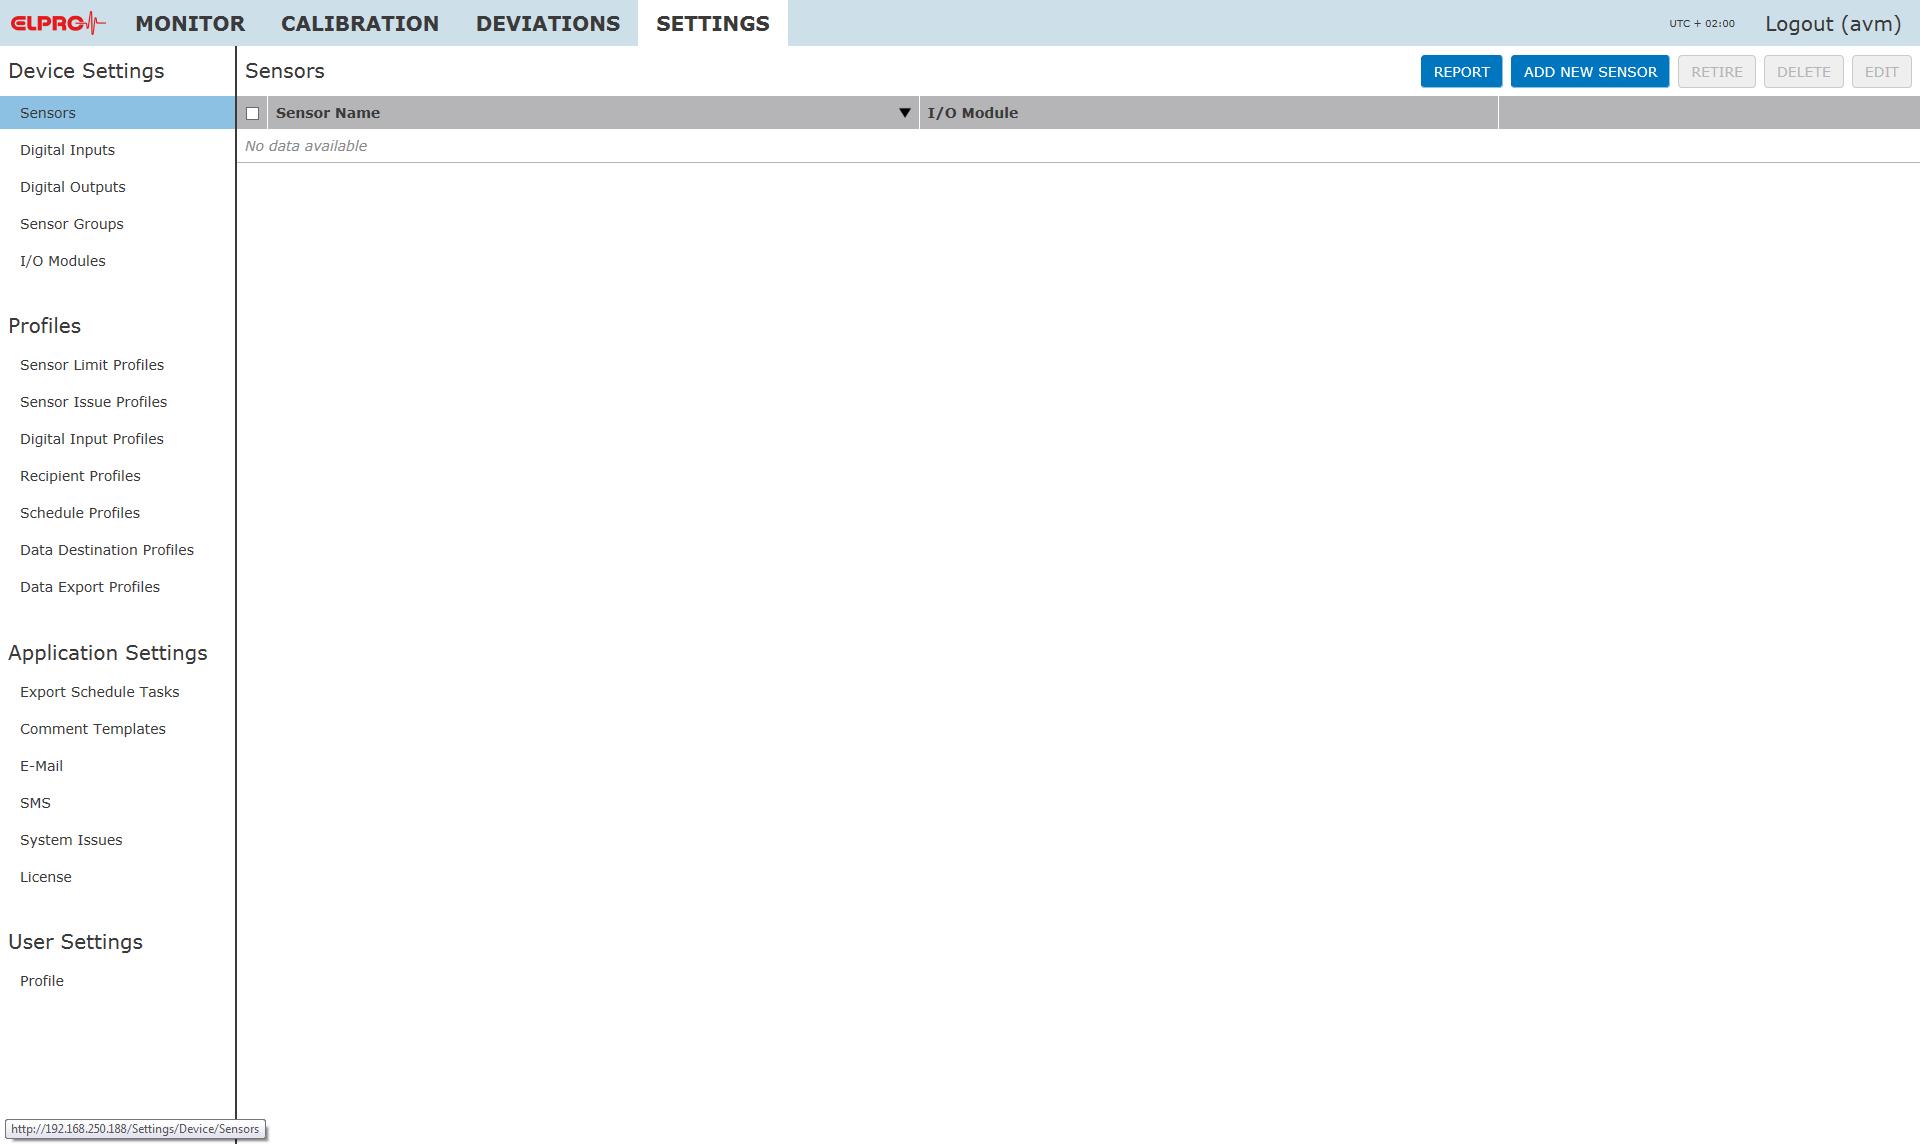 ELPRO MONITOR CALIBRATION DEVIATIONS SETTINGS UTC + 02:00 Logout (avm)
Device Settings
Sensors
Digital Inputs
Digital Outputs
Sensor Groups
I/O Modules
Profiles
Sensor Limit Profiles
Sensor Issue Profiles
Digital Input Profiles
Recipient Profiles
Schedule Profiles
Data Destination Profiles
Data Export Profiles
Application Settings
Export Schedule Tasks
Comment Templates
E-Mail
SMS
System Issues
License
User Settings
Profile
Sensors REPORT ADD NEW SENSOR RETIRE DELETE EDIT
Sensor Name I/O Module
No data available
http://192.168.250.188/Settings/Device/Sensors